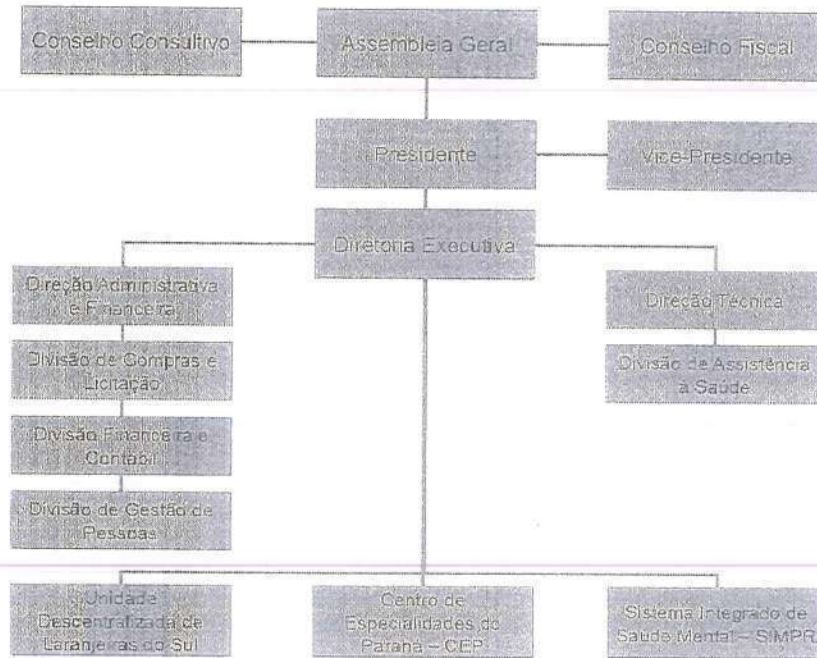 Conselho Consultivo
Assembleia Geral
Conselho Fiscal
Presidente
Vice-Presidente
Diretoria Executiva
Direção Administrativa
e Financeira
Direção Técnica
Divisão de Compras e
Licitação
Divisão de Assistência
à Saúde
Divisão Financeira e
Contábil
Divisão de Gestão de
Pessoas
Unidade
Descentralizada de
Laranjeiras do Sul
Centro de
Especialidades do
Paraná – CEP
Sistema Integrado de
Saúde Mental – SIMPR